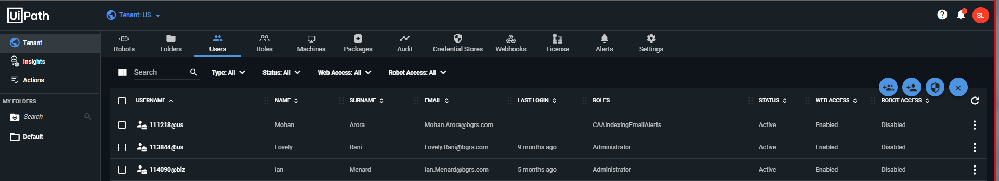 UiPath
Tenant: US
SL
Tenant
Insights
Actions
MY FOLDERS
Search
Default
Robots Folders Users Roles Machines Packages Audit Credential Stores Webhooks License Alerts Settings
Search Type: All Status: All Web Access: All Robot Access: All
USERNAME NAME SURNAME EMAIL LAST LOGIN ROLES STATUS WEB ACCESS ROBOT ACCESS
111218@us Mohan Arora Mohan.Arora@bgrs.com CAAIndexingEmailAlerts Active Enabled Disabled
113844@us Lovely Rani Lovely.Rani@bgrs.com 9 months ago Administrator Active Enabled Disabled
114090@biz Ian Menard Ian.Menard@bgrs.com 5 months ago Administrator Active Enabled Disabled